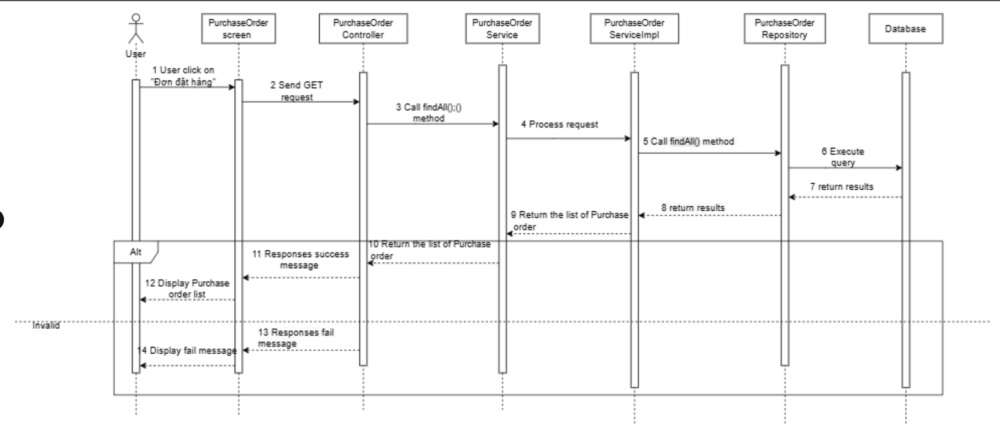 PurchaseOrder
screen
PurchaseOrder
Controller
PurchaseOrder
Service
PurchaseOrder
ServiceImpl
PurchaseOrder
Repository
Database
User
1 User click on
"Đơn đặt hàng"
2 Send GET
request
3 Call findAll();()
method
4 Process request
5 Call findAll() method
6 Execute
query
7 return results
8 return results
9 Return the list of Purchase
order
Alt
10 Return the list of Purchase
order
11 Responses success
message
12 Display Purchase
order list
Invalid
13 Responses fail
message
14 Display fail message